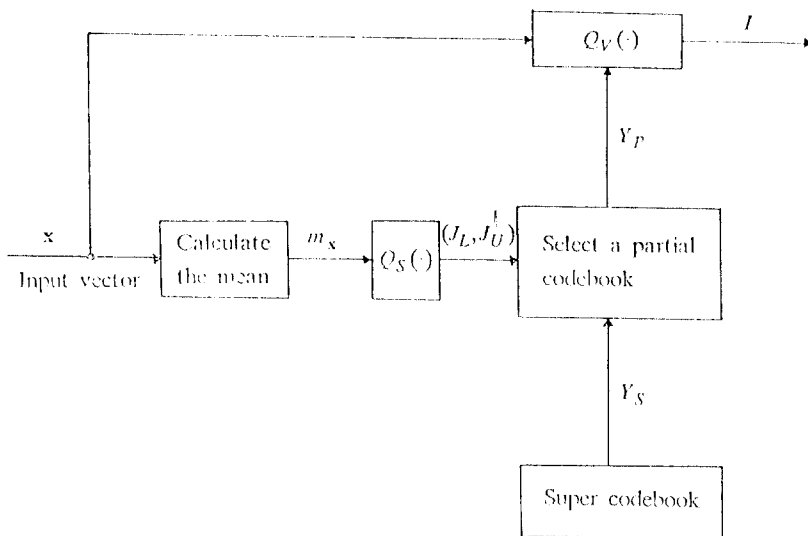 Q_V(·)
I
Y_P
x
Input vector
Calculate
the mean
m_x
Q_S(·)
(J_L, J_U)
Select a partial
codebook
Y_S
Super codebook